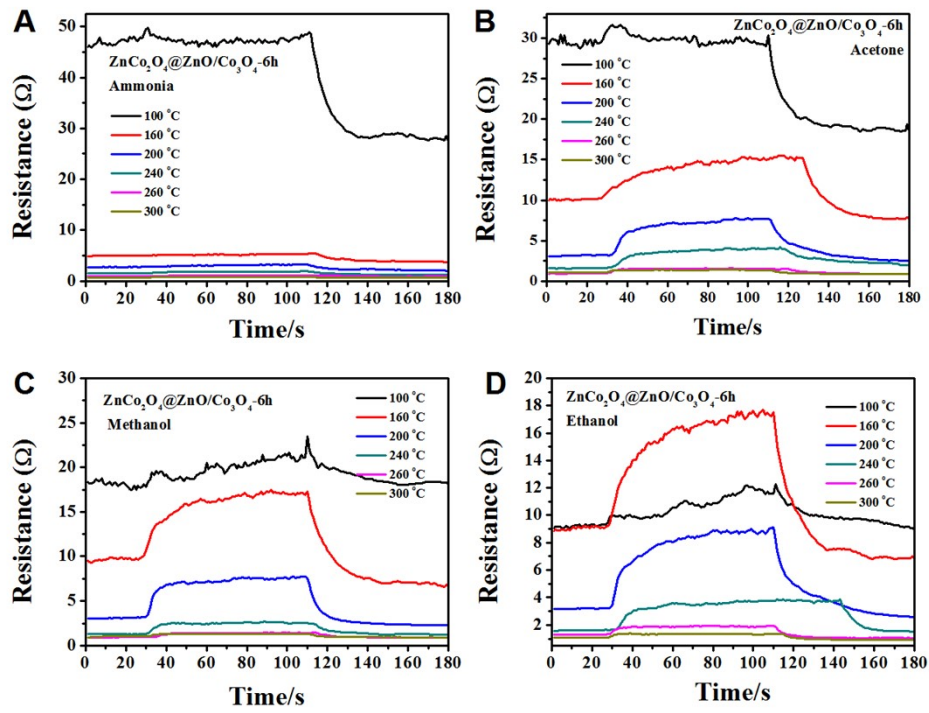 A
ZnCo₂O₄@ZnO/Co₃O₄-6h
Ammonia
100 °C
160 °C
200 °C
240 °C
260 °C
300 °C
Resistance (Ω)
50
40
30
20
10
0
0 20 40 60 80 100 120 140 160 180
Time/s
B
ZnCo₂O₄@ZnO/Co₃O₄-6h
Acetone
100 °C
160 °C
200 °C
240 °C
260 °C
300 °C
Resistance (Ω)
30
25
20
15
10
5
0
0 20 40 60 80 100 120 140 160 180
Time/s
C
ZnCo₂O₄@ZnO/Co₃O₄-6h
Methanol
100 °C
160 °C
200 °C
240 °C
260 °C
300 °C
Resistance (Ω)
30
25
20
15
10
5
0
0 20 40 60 80 100 120 140 160 180
Time/s
D
ZnCo₂O₄@ZnO/Co₃O₄-6h
Ethanol
100 °C
160 °C
200 °C
240 °C
260 °C
300 °C
Resistance (Ω)
20
18
16
14
12
10
8
6
4
2
0 20 40 60 80 100 120 140 160 180
Time/s